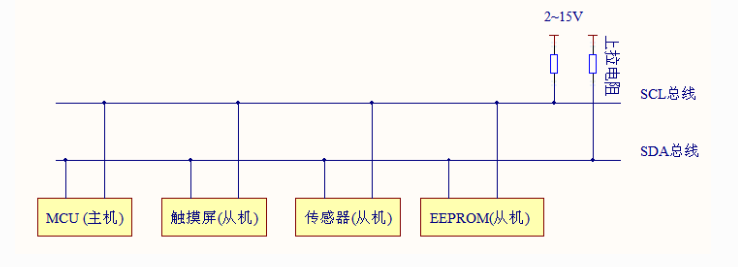 2~15V
上拉电阻
SCL总线
SDA总线
MCU (主机)
触摸屏(从机)
传感器(从机)
EEPROM(从机)